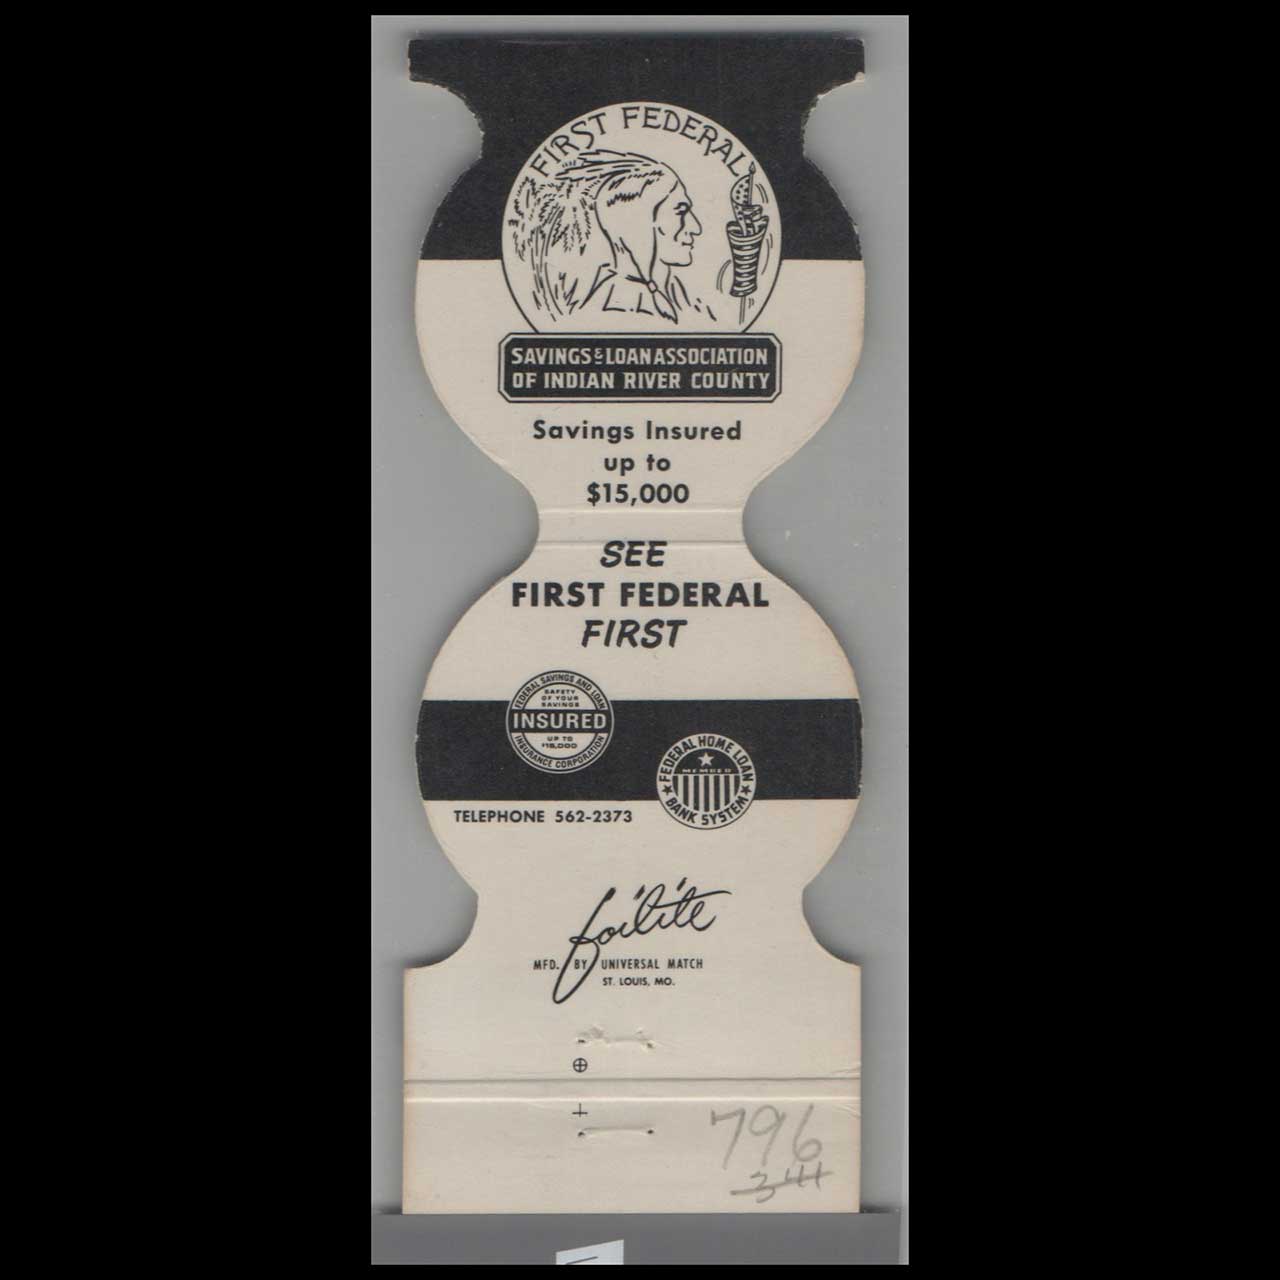 FIRST FEDERAL
SAVINGS & LOAN ASSOCIATION
OF INDIAN RIVER COUNTY
Savings Insured
up to
$15,000
SEE
FIRST FEDERAL
FIRST
FEDERAL SAVINGS AND LOAN
SAFETY
OF YOUR
SAVINGS
INSURED
UP TO
$15,000
INSURANCE CORPORATION
FEDERAL HOME LOAN
MEMBER
BANK SYSTEM
TELEPHONE 562-2373
foilite
MFD. BY UNIVERSAL MATCH
ST. LOUIS, MO.
796